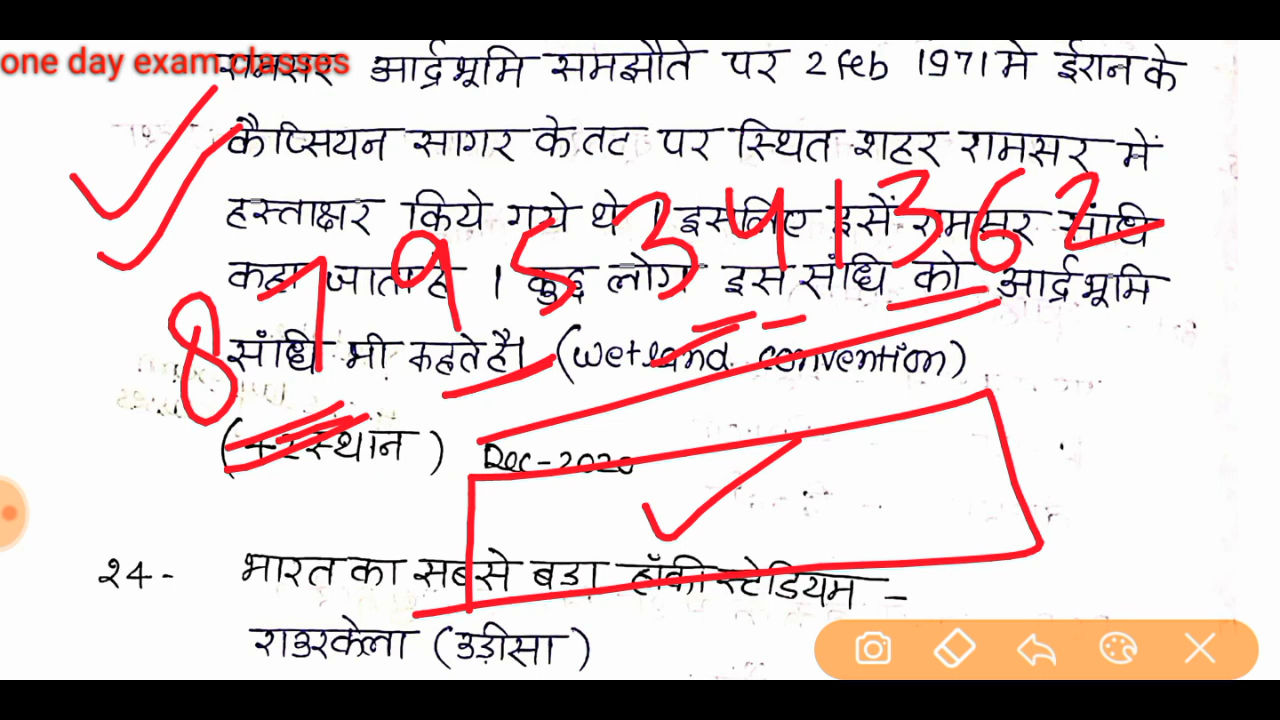 one day exam classes
रामसर आर्द्रभूमि समझौते पर 2 Feb 1971 मे ईरान के
कैप्सियन सागर के तट पर स्थित शहर रामसर में
हस्ताक्षर किये गये थे । इसलिए इसे रामसर संधि
कहा जाता है । कुछ लोग इस संधि को आर्द्रभूमि
संधि भी कहते है। (Wetland convention)
8795341362
(42 स्थान) Dec-2020
24- भारत का सबसे बड़ा हॉकी स्टेडियम -
राउरकेला (उड़ीसा)